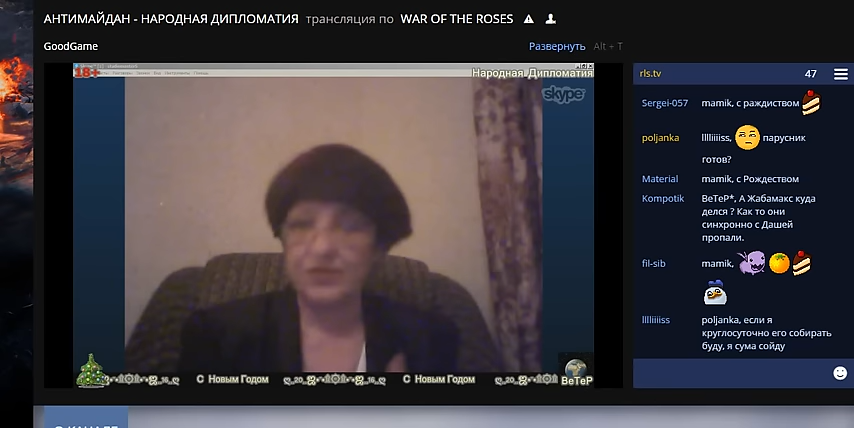 АНТИМАЙДАН - НАРОДНАЯ ДИПЛОМАТИЯ трансляция по WAR OF THE ROSES
GoodGame
Развернуть Alt + T
18+
Народная Дипломатия
skype
С Новым Годом
С Новым Годом
ВеТеР
rls.tv 47
Sergei-057 mamik, с раждиством
poljanka lllliiiiss, парусник
готов?
Material mamik, с Рождеством
Kompotik ВеТеР*, А Жабамакс куда
делся ? Как то они
синхронно с Дашей
пропали.
fil-sib mamik,
lllliiiiss poljanka, если я
круглосуточно его собирать
буду, я сума сойду